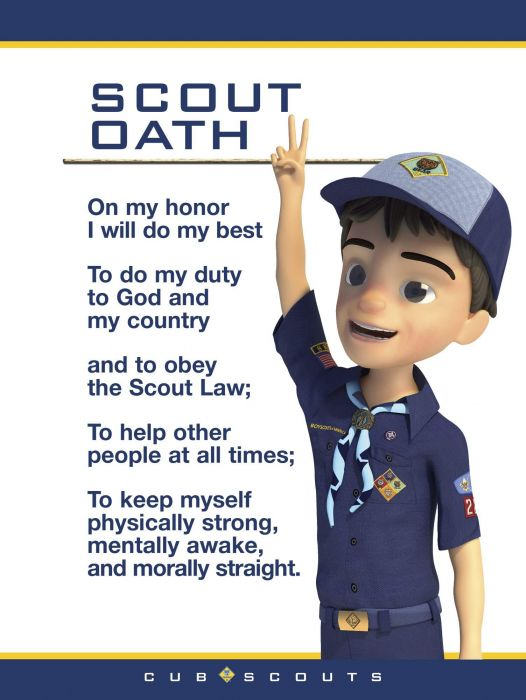 SCOUT
OATH
On my honor
I will do my best
To do my duty
to God and
my country
and to obey
the Scout Law;
To help other
people at all times;
To keep myself
physically strong,
mentally awake,
and morally straight.
CUB SCOUTS